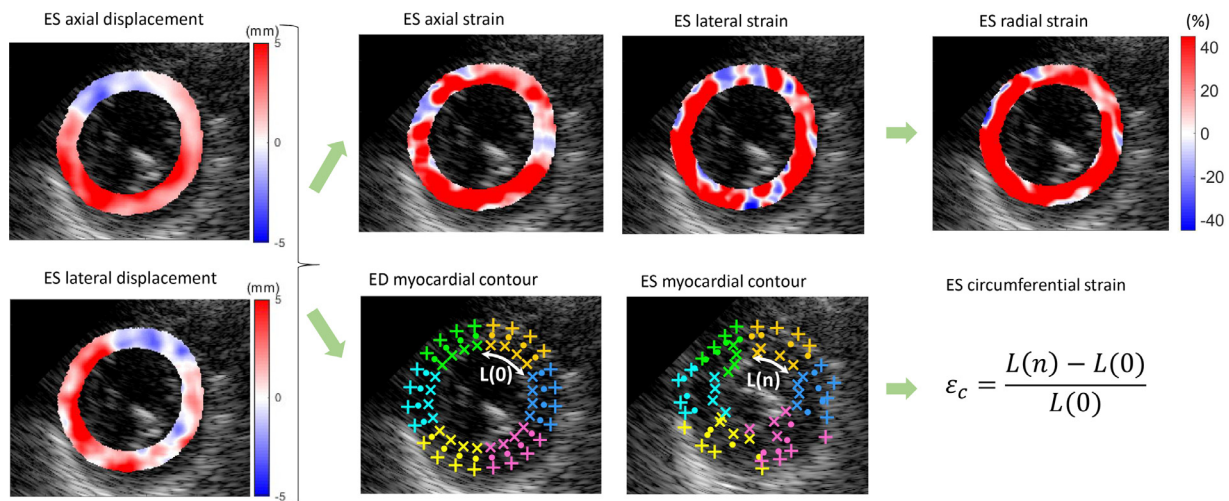 ES axial displacement
(mm)
5
-5
ES axial strain
ES lateral strain
ES radial strain
(%)
40
20
0
-20
-40
ES lateral displacement
(mm)
5
0
-5
ED myocardial contour
L(0)
ES myocardial contour
L(n)
ES circumferential strain
ε_c = (L(n) − L(0)) / L(0)